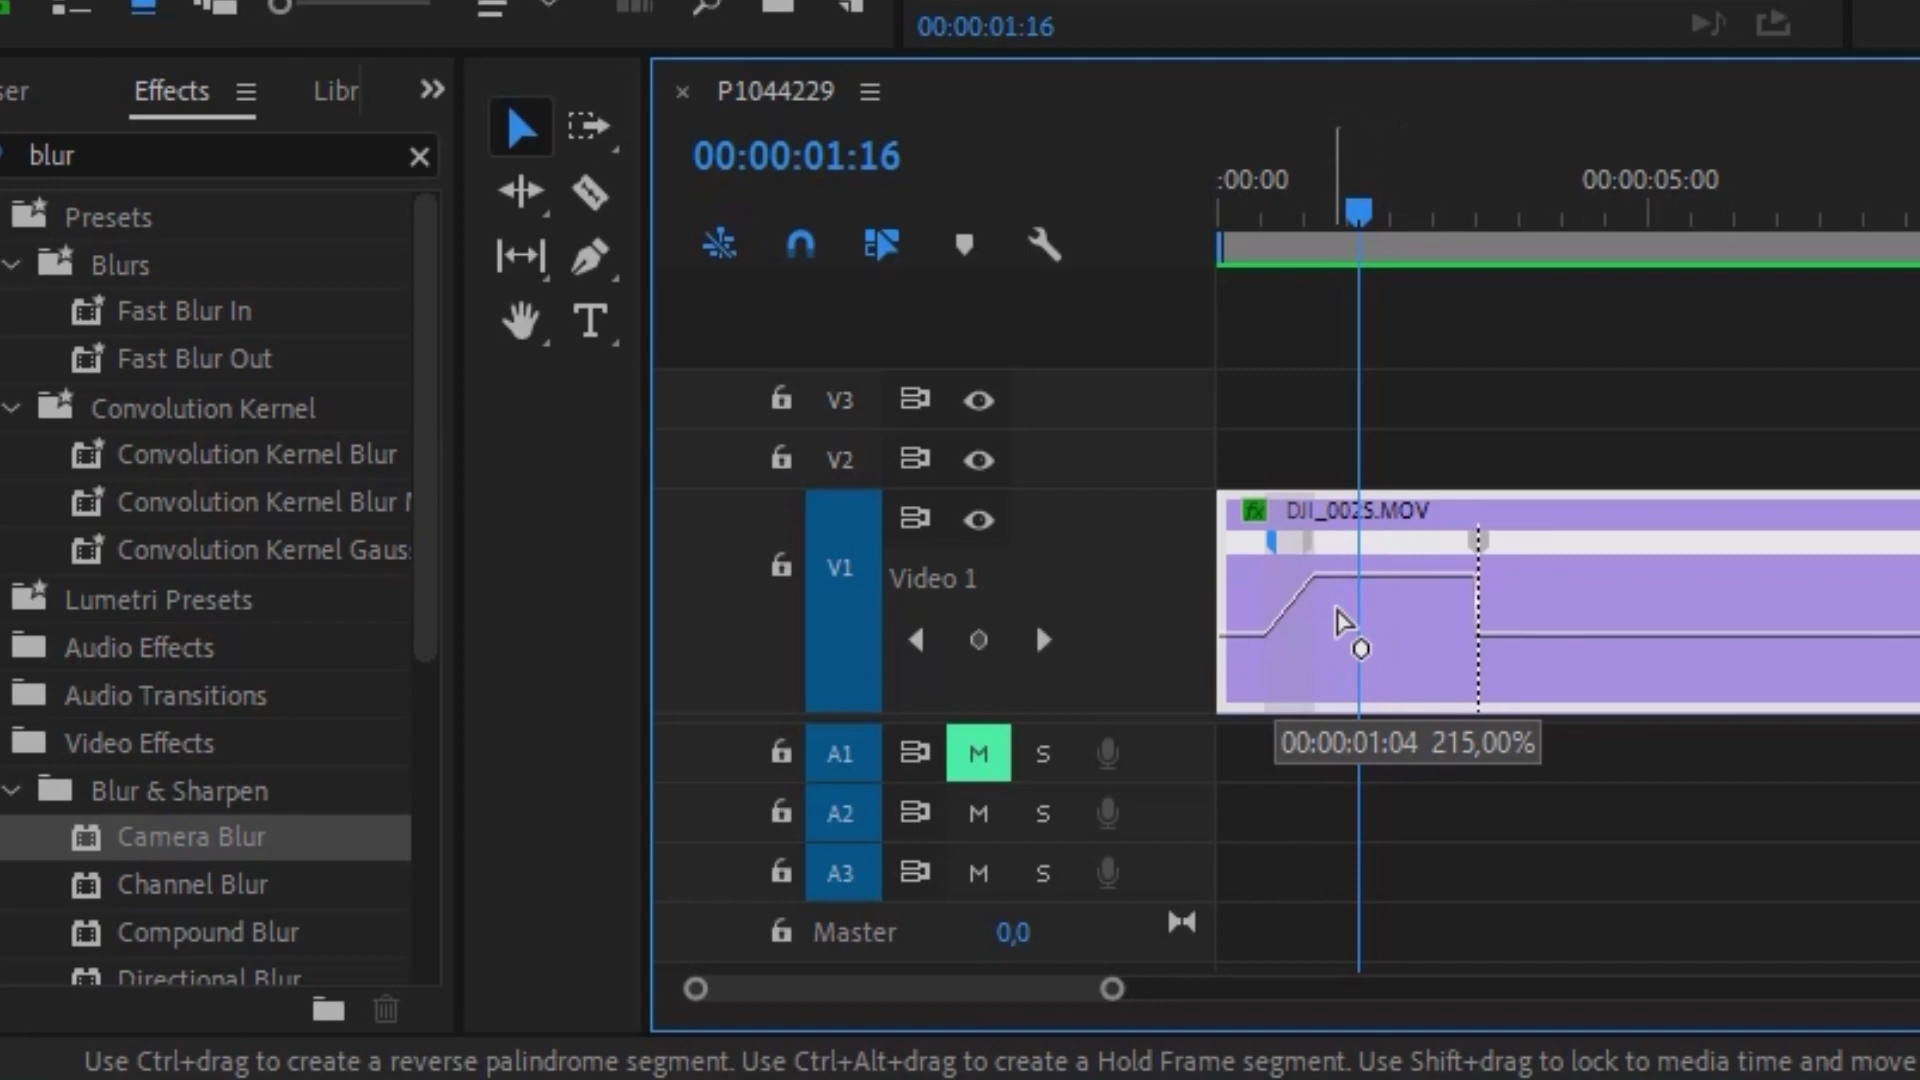 00:00:01:16
ser
Effects
Libr
blur
Presets
Blurs
Fast Blur In
Fast Blur Out
Convolution Kernel
Convolution Kernel Blur
Convolution Kernel Blur
Convolution Kernel Gaus
Lumetri Presets
Audio Effects
Audio Transitions
Video Effects
Blur & Sharpen
Camera Blur
Channel Blur
Compound Blur
Directional Blur
P1044229
00:00:01:16
:00:00
00:00:05:00
V3
V2
fx DJI_0025.MOV
V1
Video 1
00:00:01:04 215,00%
A1 M S
A2 M S
A3 M S
Master 0,0
Use Ctrl+drag to create a reverse palindrome segment. Use Ctrl+Alt+drag to create a Hold Frame segment. Use Shift+drag to lock to media time and move